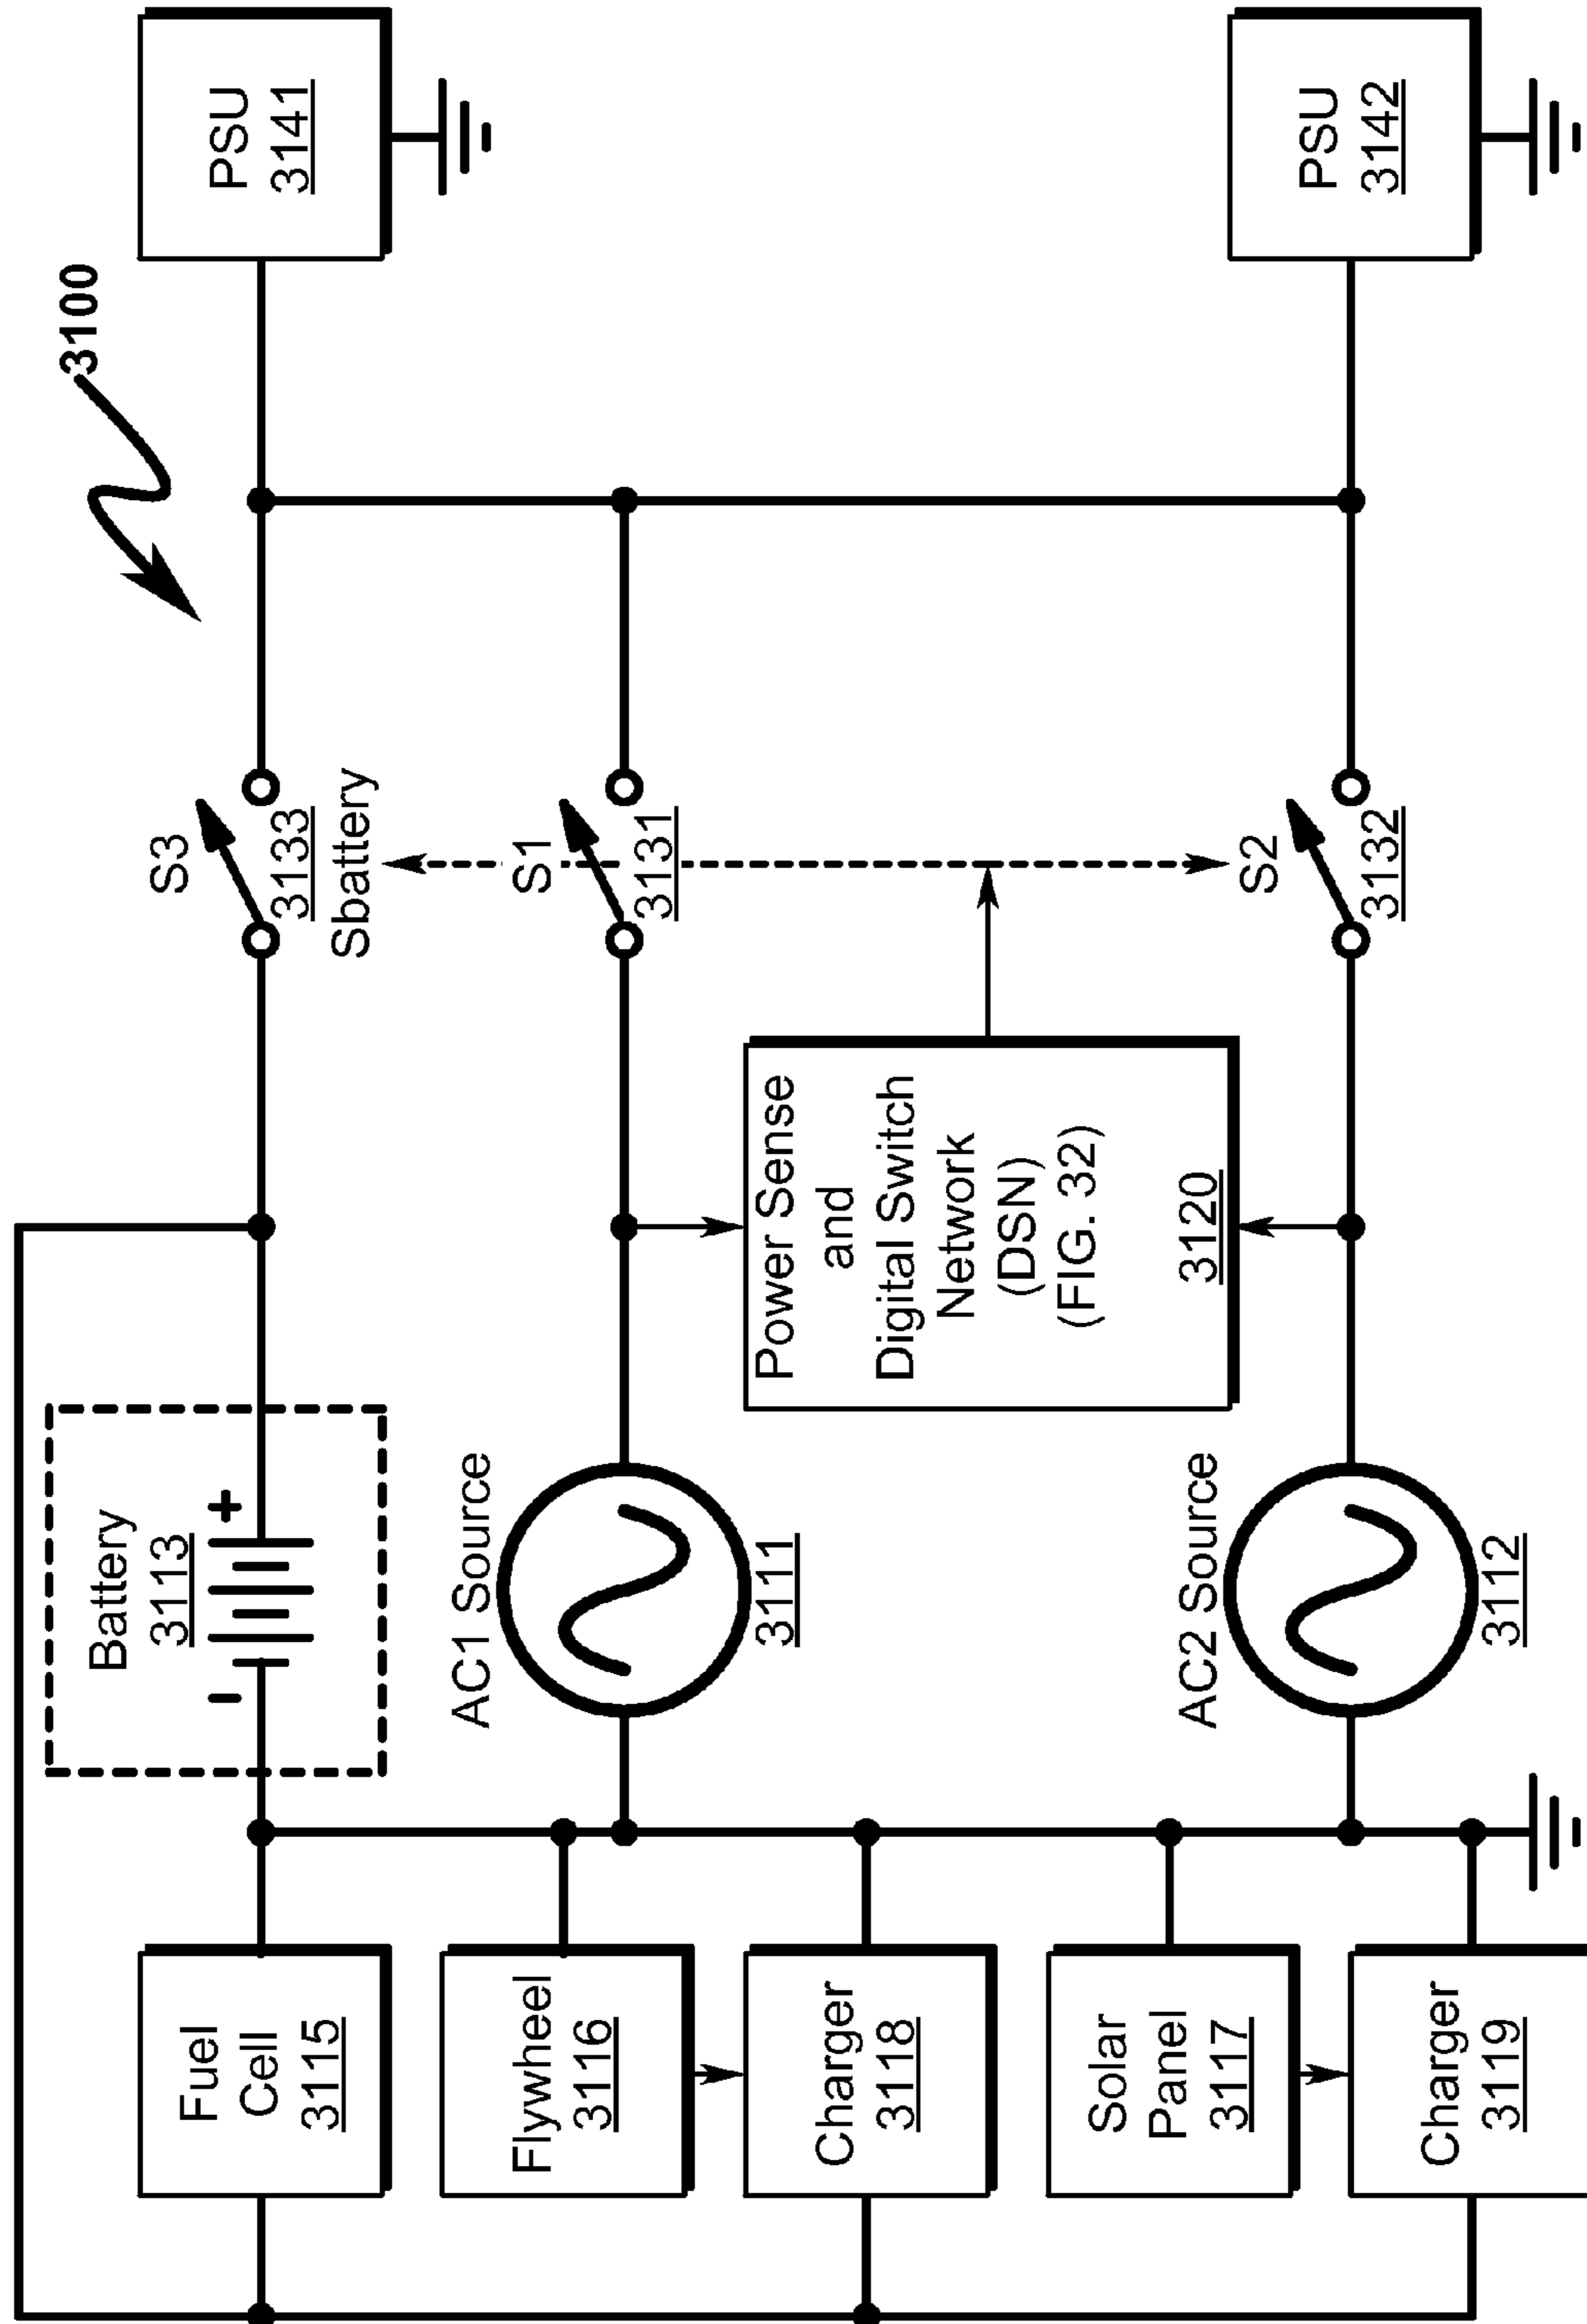 3100
Fuel
Cell
3115
Battery
3113
-
+
S3
3133
Sbattery
PSU
3141
Flywheel
3116
AC1 Source
3111
S1
3131
Charger
3118
Power Sense
and
Digital Switch
Network
(DSN)
(FIG. 32)
3120
Solar
Panel
3117
AC2 Source
3112
S2
3132
PSU
3142
Charger
3119